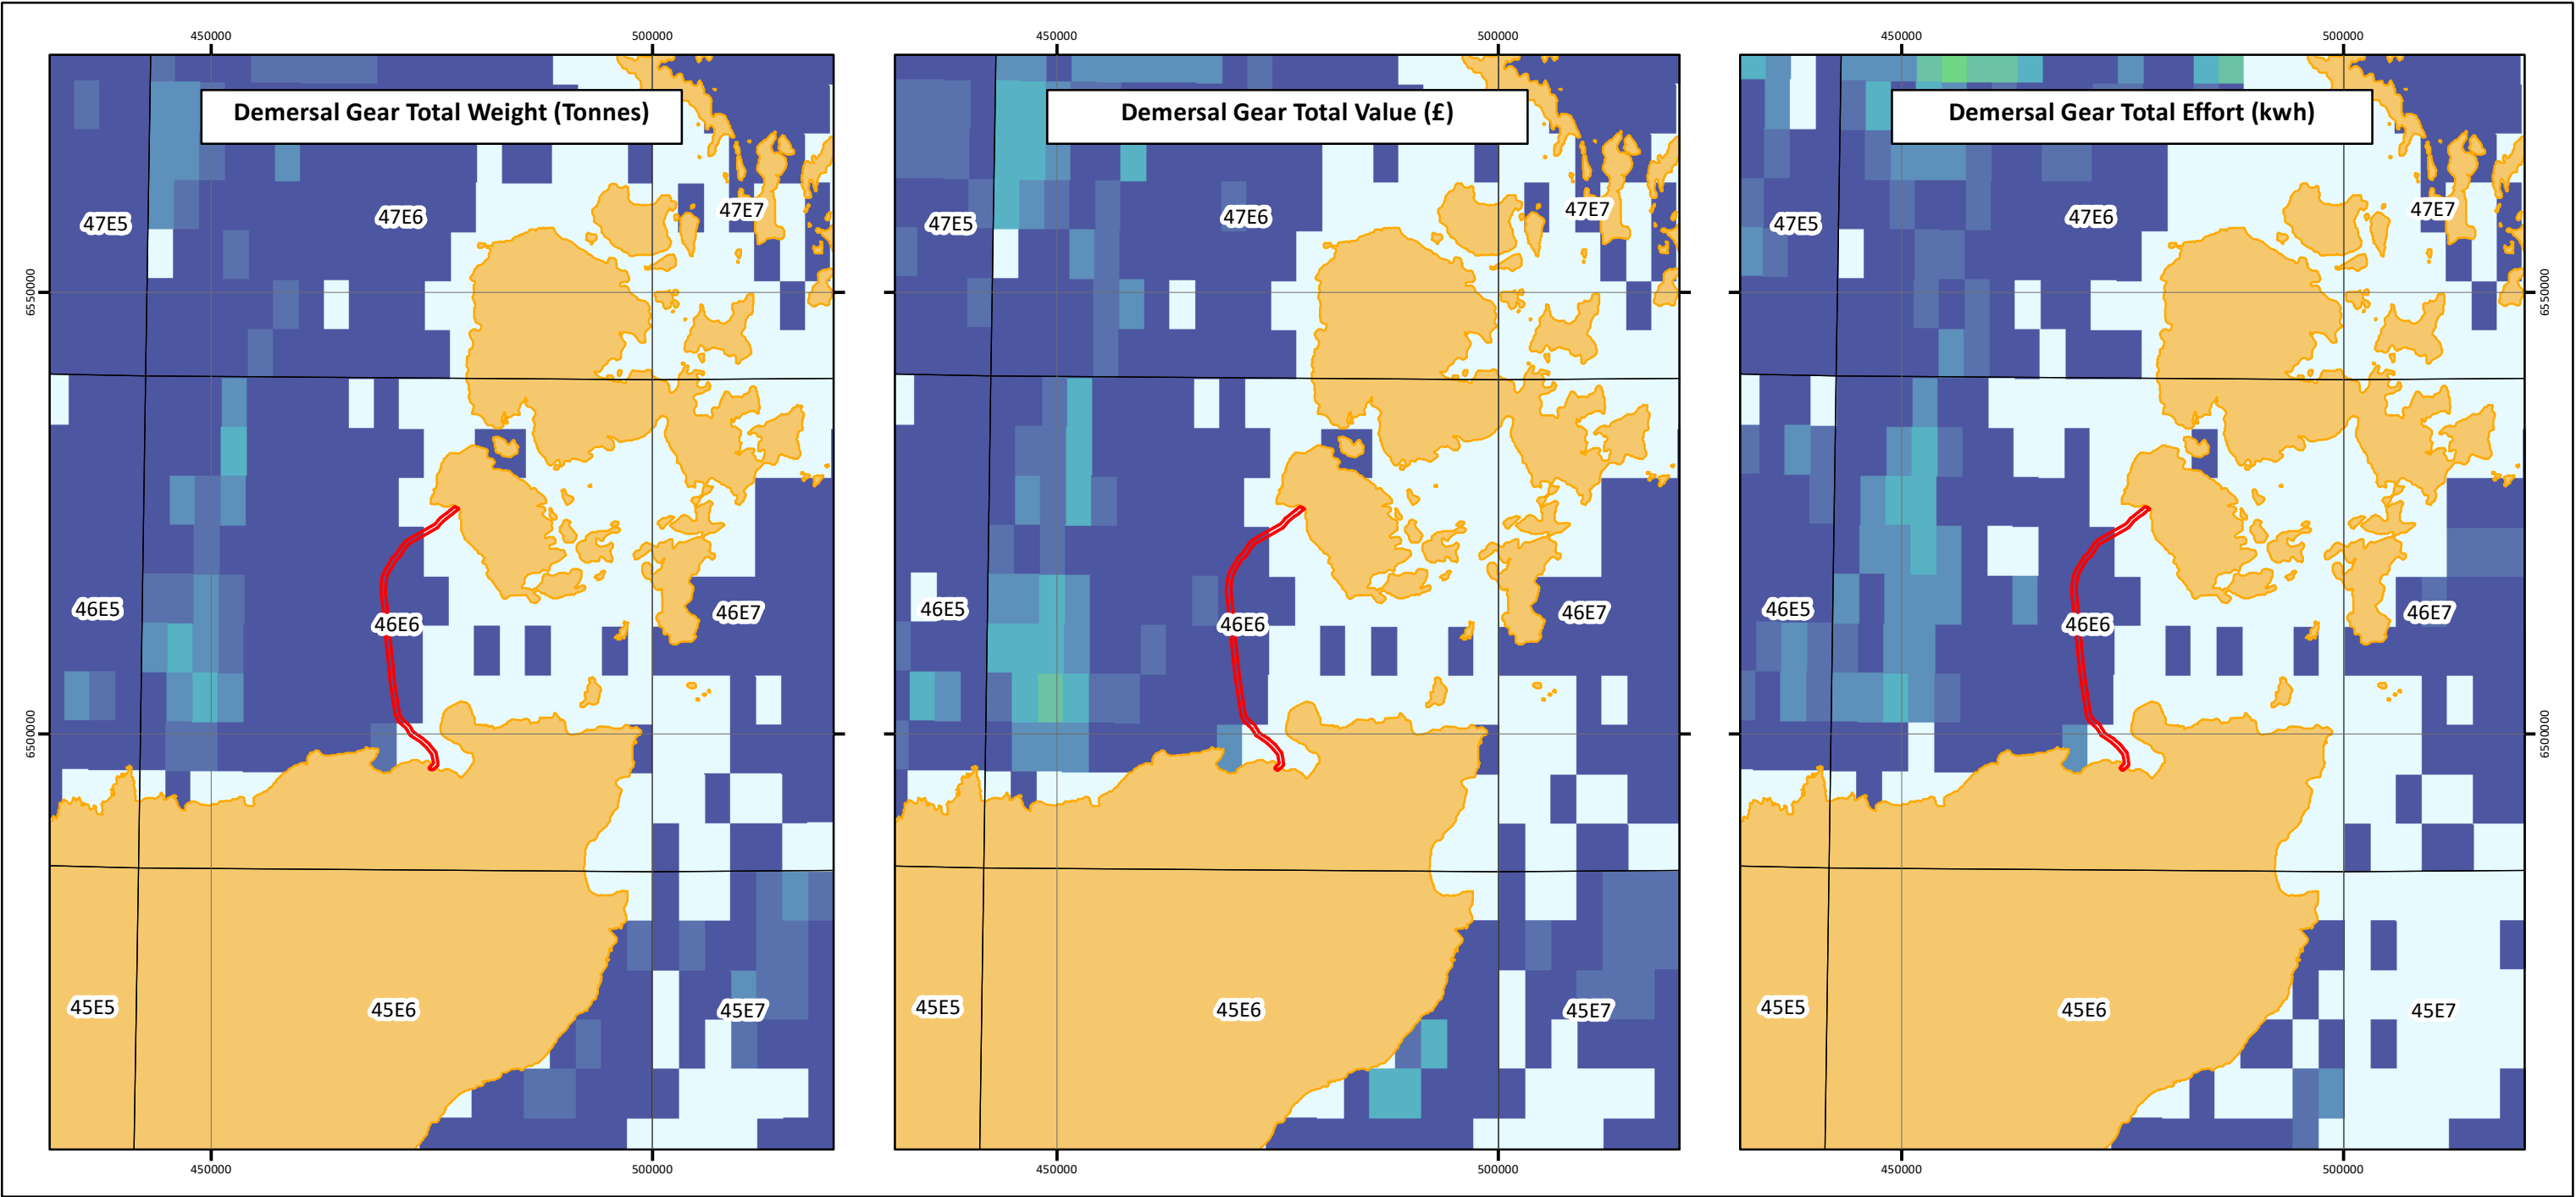 450000
500000
450000
500000
450000
500000
Demersal Gear Total Weight (Tonnes)
Demersal Gear Total Value (£)
Demersal Gear Total Effort (kwh)
47E5
47E6
47E7
47E5
47E6
47E7
47E5
47E6
47E7
6550000
6550000
46E5
46E6
46E7
46E5
46E6
46E7
46E5
46E6
46E7
6500000
6500000
45E5
45E6
45E7
45E5
45E6
45E7
45E5
45E6
45E7
450000
500000
450000
500000
450000
500000